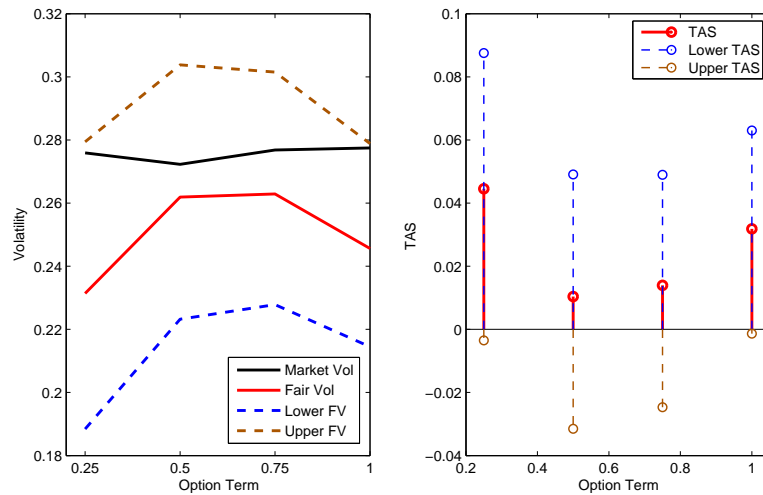 0.32
0.3
0.28
0.26
0.24
0.22
0.2
0.18
Volatility
0.25
0.5
0.75
1
Option Term
Market Vol
Fair Vol
Lower FV
Upper FV
0.1
0.08
0.06
0.04
0.02
0
−0.02
−0.04
TAS
0.2
0.4
0.6
0.8
1
Option Term
TAS
Lower TAS
Upper TAS